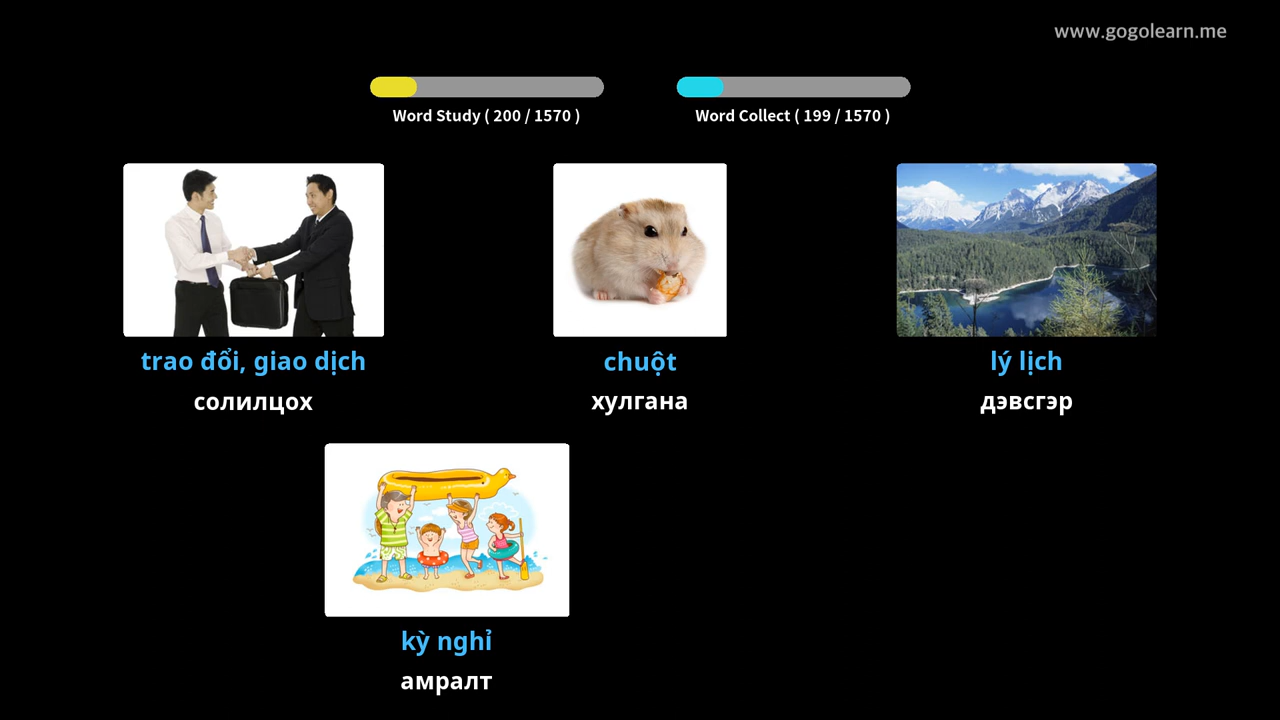 www.gogolearn.me
Word Study ( 200 / 1570 )
Word Collect ( 199 / 1570 )
trao đổi, giao dịch
солилцох
chuột
хулгана
lý lịch
дэвсгэр
kỳ nghỉ
амралт